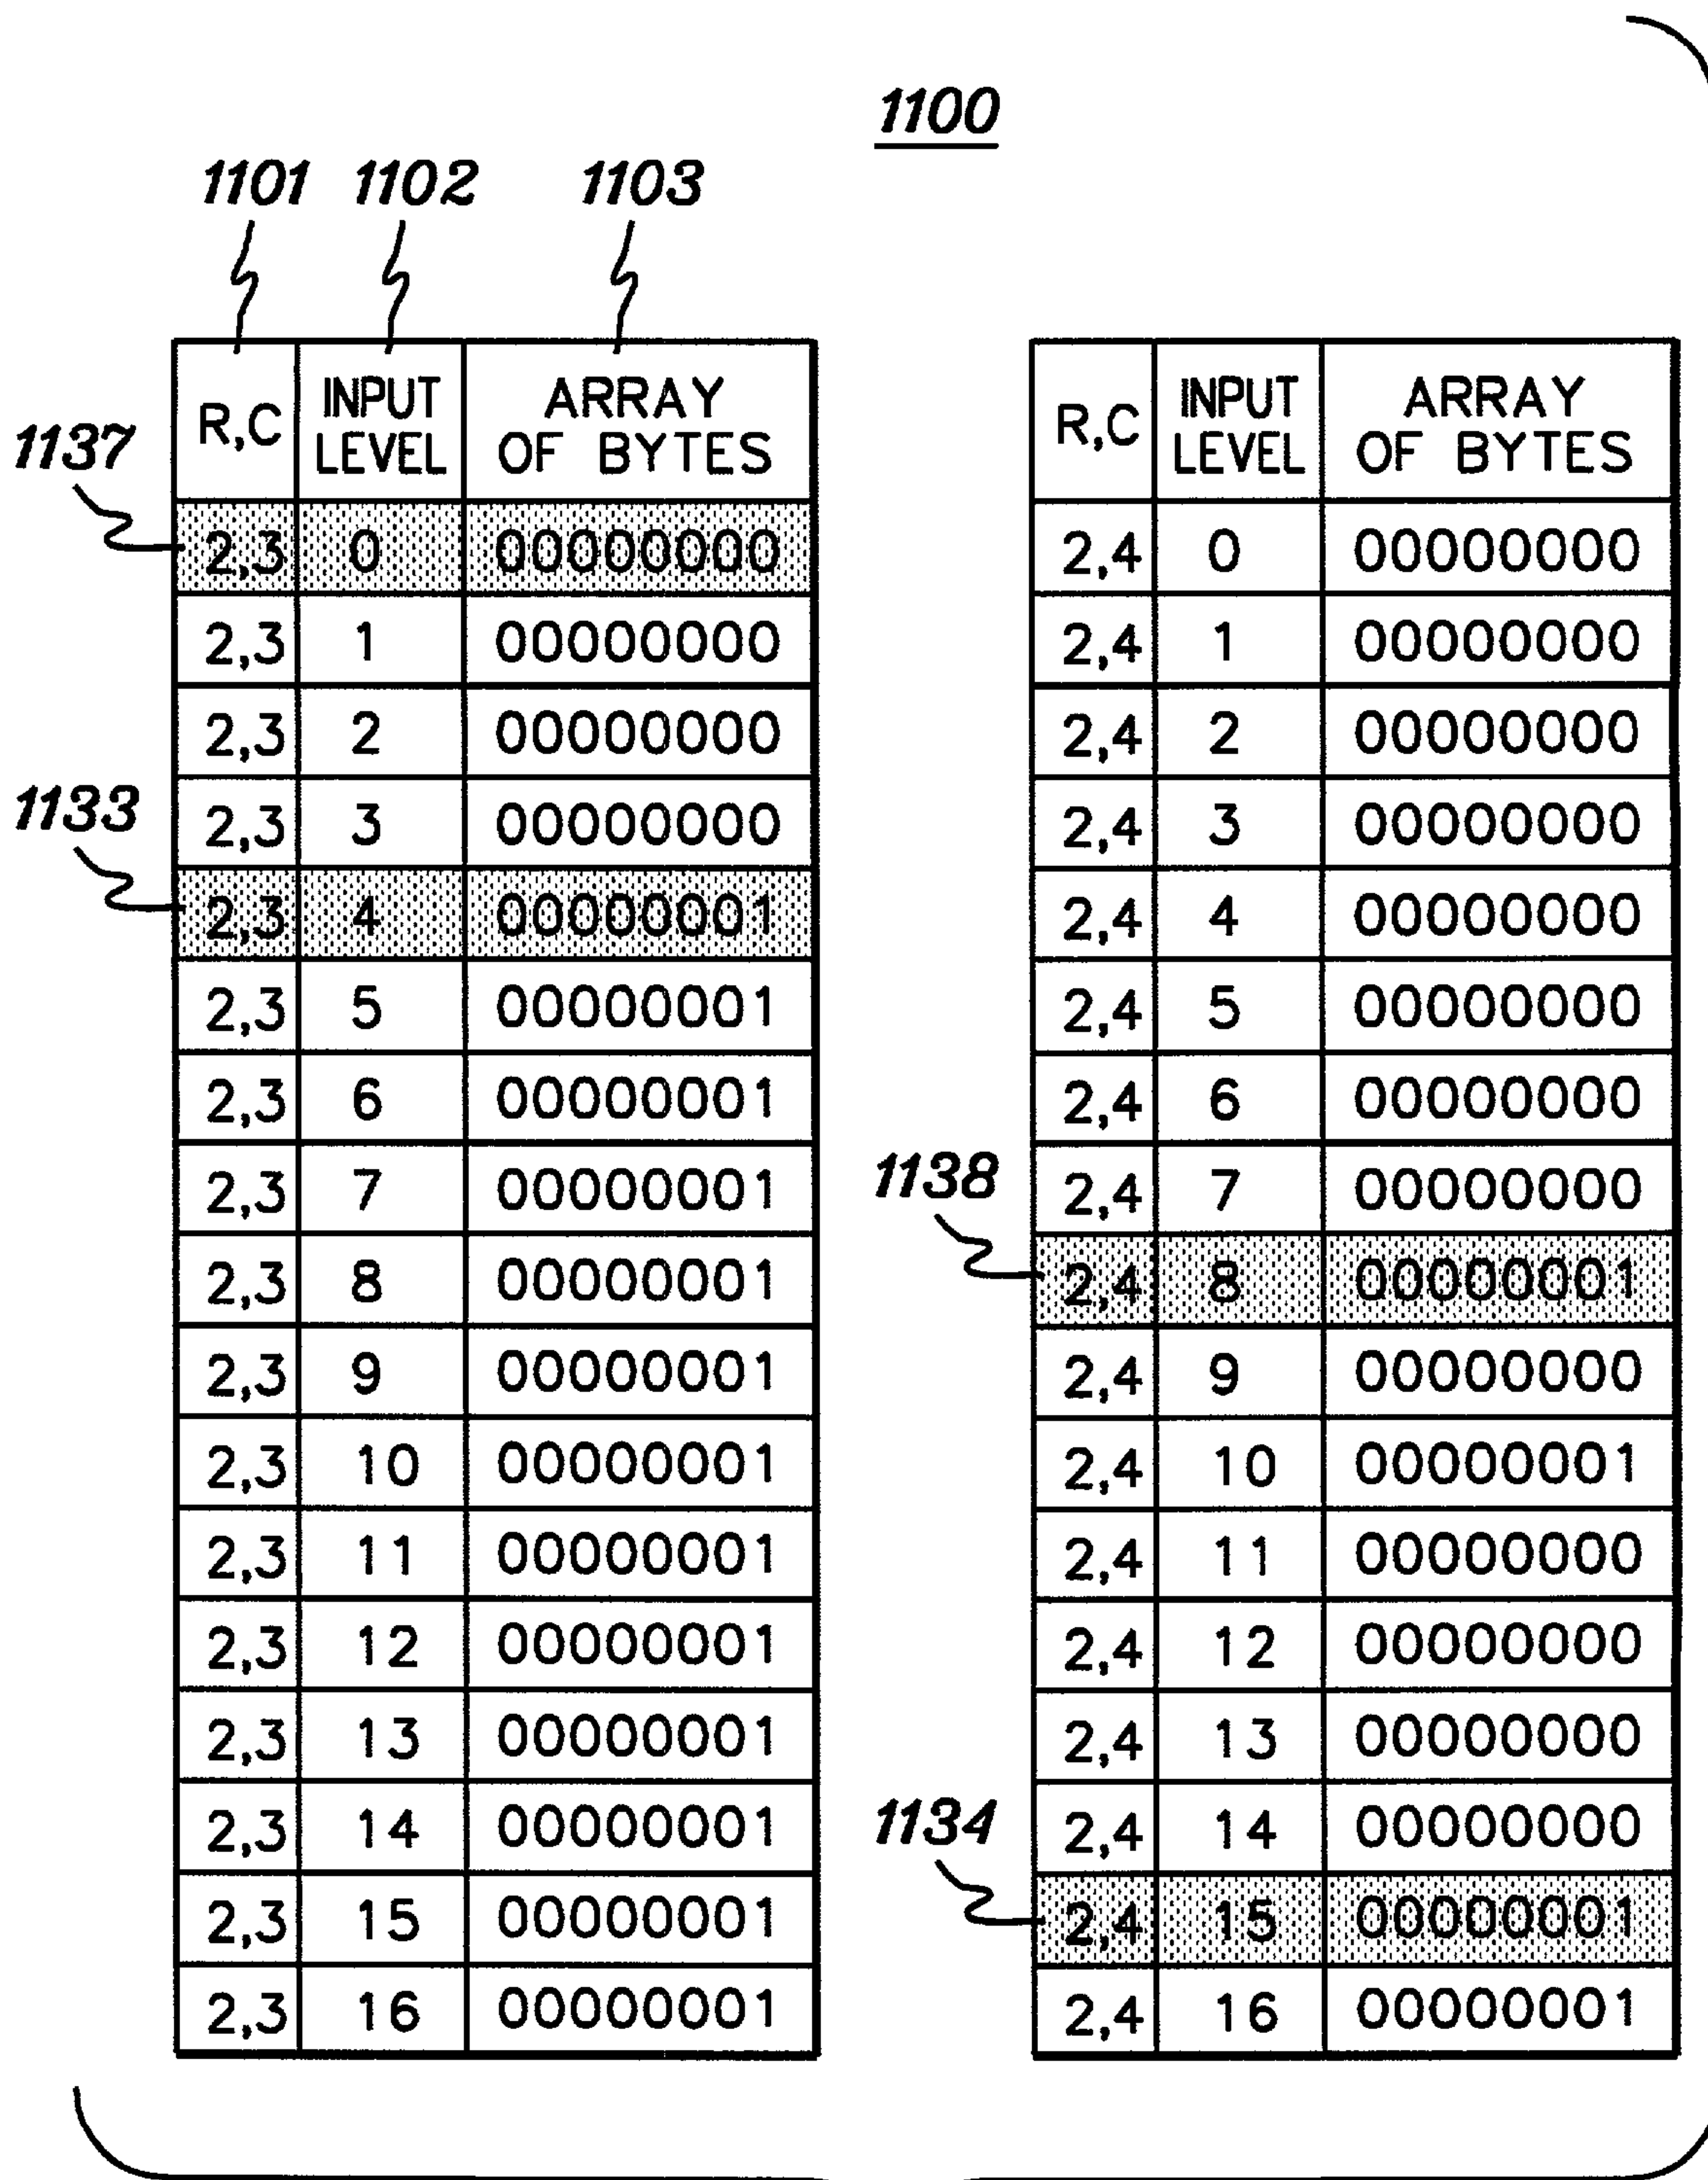 1100
1101 1102 1103
R,C INPUT LEVEL ARRAY OF BYTES
1137
2,3 0 00000000
2,3 1 00000000
2,3 2 00000000
1133
2,3 3 00000000
2,3 4 00000001
2,3 5 00000001
2,3 6 00000001
2,3 7 00000001
2,3 8 00000001
2,3 9 00000001
2,3 10 00000001
2,3 11 00000001
2,3 12 00000001
2,3 13 00000001
2,3 14 00000001
2,3 15 00000001
2,3 16 00000001
R,C INPUT LEVEL ARRAY OF BYTES
2,4 0 00000000
2,4 1 00000000
2,4 2 00000000
2,4 3 00000000
2,4 4 00000000
2,4 5 00000000
2,4 6 00000000
1138
2,4 7 00000000
2,4 8 00000001
2,4 9 00000000
2,4 10 00000001
2,4 11 00000000
2,4 12 00000000
2,4 13 00000000
1134
2,4 14 00000000
2,4 15 00000001
2,4 16 00000001